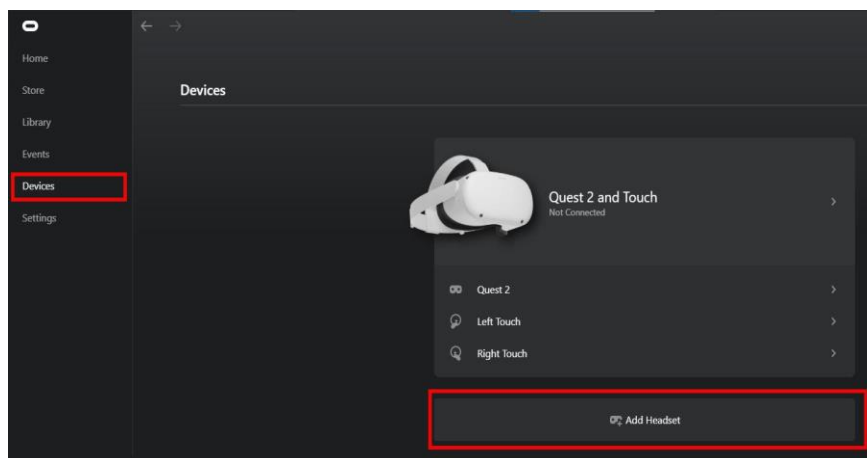 Home
Store
Library
Events
Devices
Settings
Devices
Quest 2 and Touch
Not Connected
Quest 2
Left Touch
Right Touch
Add Headset